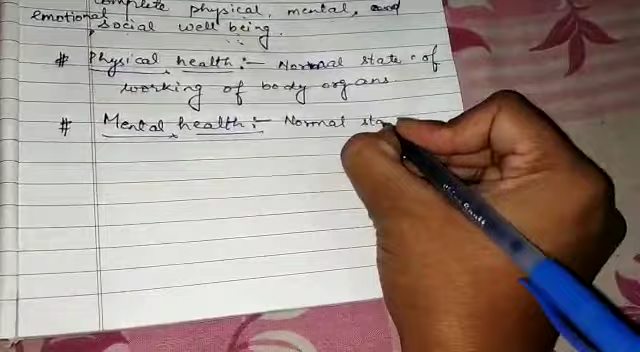 complete physical, mental, and
emotional, social well being.
# Physical health :- Normal state of
working of body organs.
# Mental health :- Normal sta